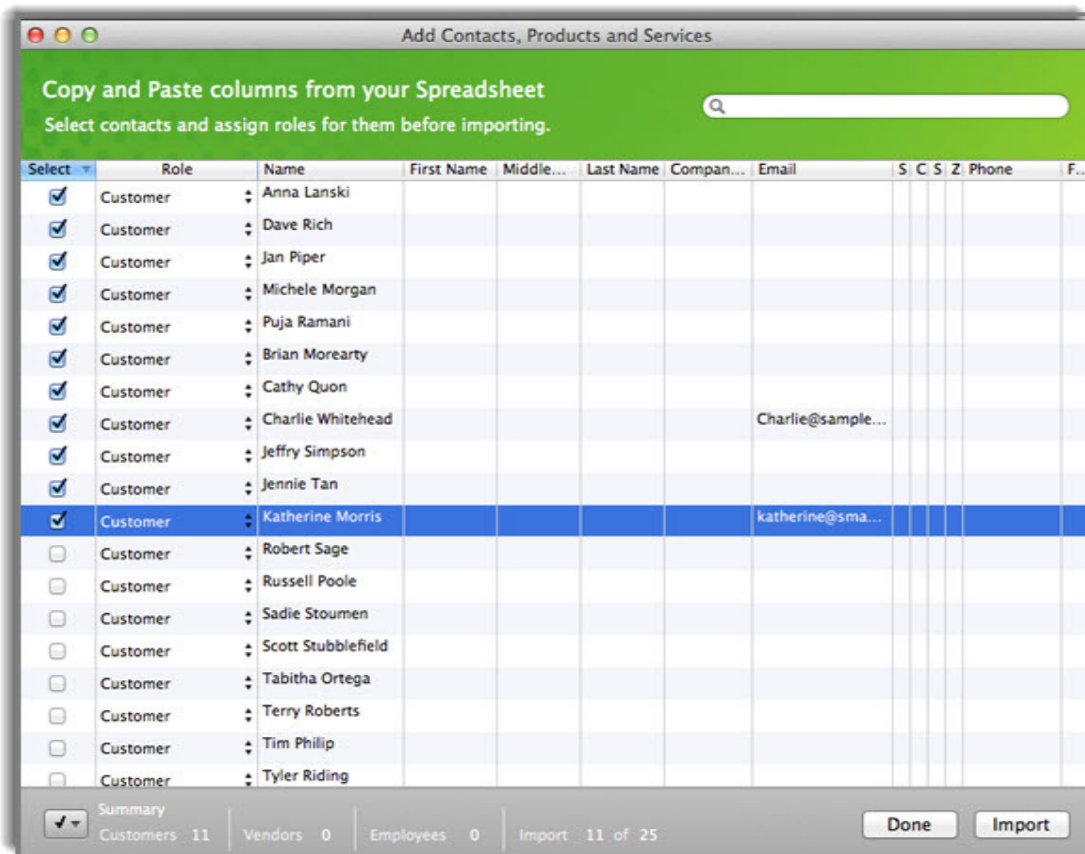 Add Contacts, Products and Services
Copy and Paste columns from your Spreadsheet
Select contacts and assign roles for them before importing.
Select Role Name First Name Middle... Last Name Compan... Email S C S Z Phone F...
Customer Anna Lanski
Customer Dave Rich
Customer Jan Piper
Customer Michele Morgan
Customer Puja Ramani
Customer Brian Morearty
Customer Cathy Quon
Customer Charlie Whitehead Charlie@sample...
Customer Jeffry Simpson
Customer Jennie Tan
Customer Katherine Morris katherine@sma...
Customer Robert Sage
Customer Russell Poole
Customer Sadie Stoumen
Customer Scott Stubblefield
Customer Tabitha Ortega
Customer Terry Roberts
Customer Tim Philip
Customer Tyler Riding
Summary
Customers 11 Vendors 0 Employees 0 Import 11 of 25 Done Import